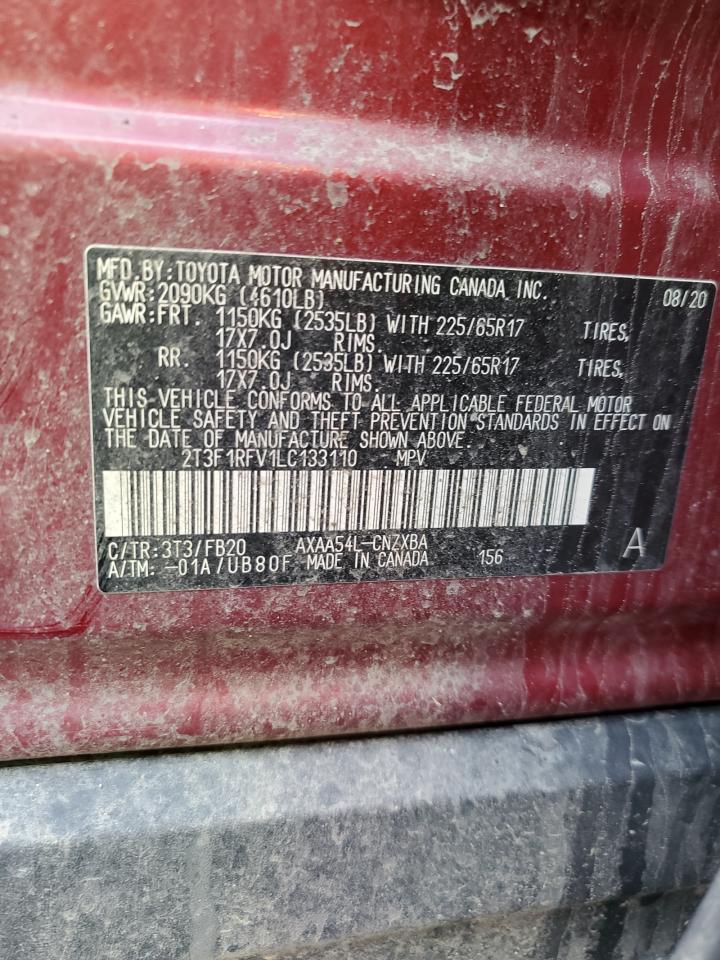 MFD.BY:TOYOTA MOTOR MANUFACTURING CANADA INC. 08/20
GVWR:2090KG (4610LB)
GAWR:FRT. 1150KG (2535LB) WITH 225/65R17 TIRES,
17X7.0J RIMS.
RR. 1150KG (2535LB) WITH 225/65R17 TIRES,
17X7.0J RIMS.
THIS VEHICLE CONFORMS TO ALL APPLICABLE FEDERAL MOTOR
VEHICLE SAFETY AND THEFT PREVENTION STANDARDS IN EFFECT ON
THE DATE OF MANUFACTURE SHOWN ABOVE.
2T3F1RFV1LC133110 MPV
C/TR:3T3/FB20 AXAA54L-CNZXBA A
A/TM: -01A/UB80F MADE IN CANADA 156